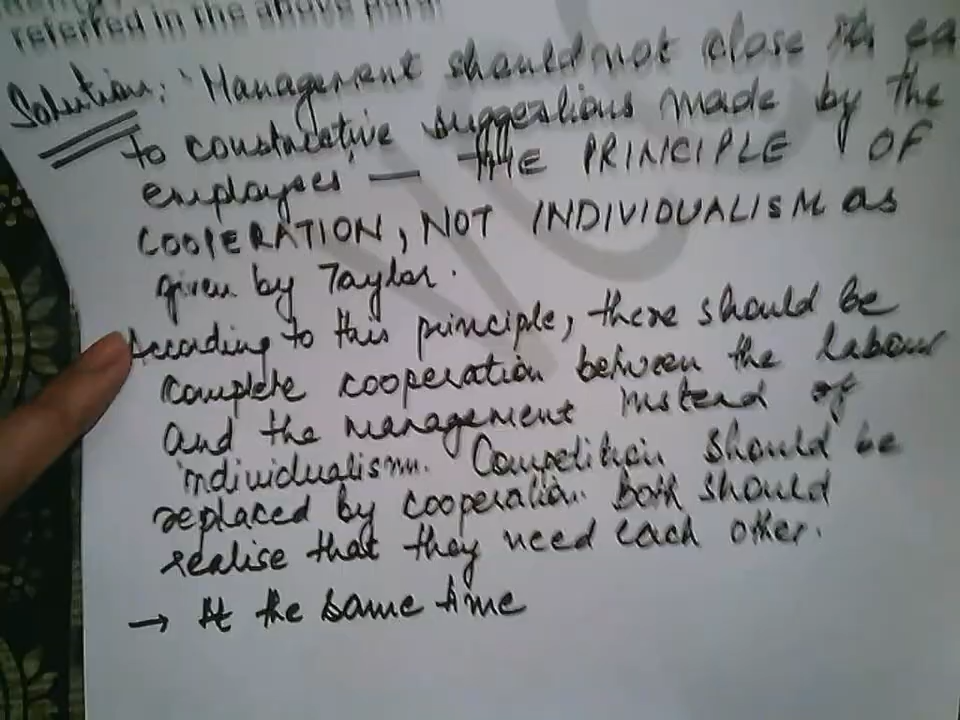 referred in the above para
Solution: 'Management should not close its ea
to constructive suggestions made by the
employees — THE PRINCIPLE OF
COOPERATION, NOT INDIVIDUALISM as
given by Taylor.
According to this principle, there should be
complete cooperation between the labour
and the management instead of
individualism. Competition should be
replaced by cooperation. Both should
realise that they need each other.
→ At the same time